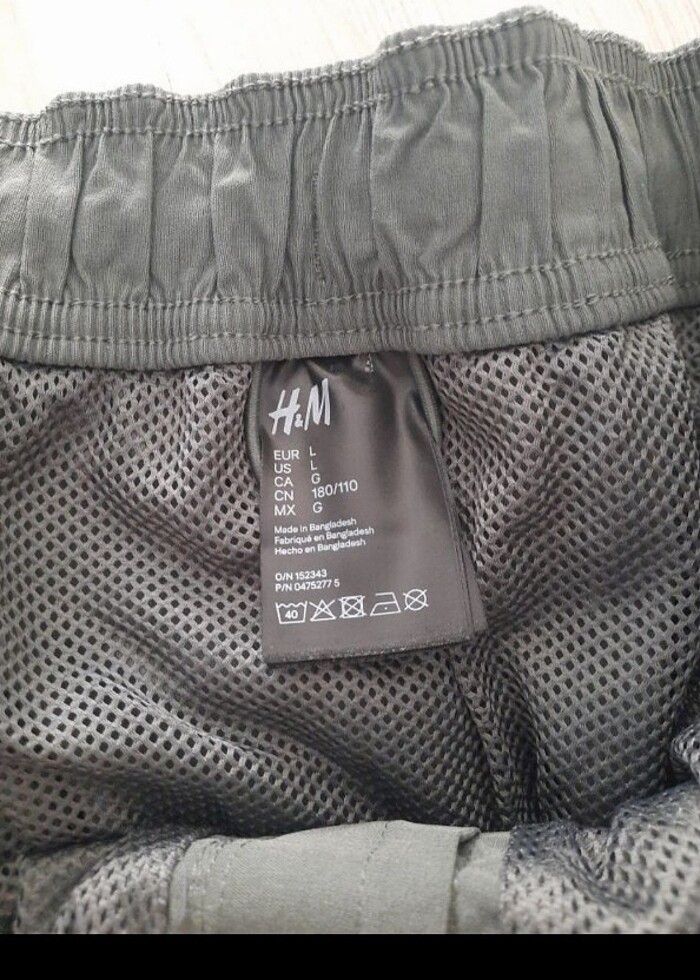 H&M
EUR L
US L
CA G
CN 180/110
MX G
Made in Bangladesh
Fabriqué en Bangladesh
Hecho en Bangladesh
O/N 152343
P/N 0475277 5
40